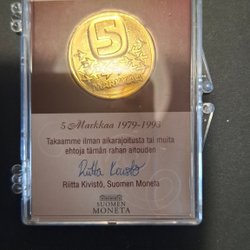 5
MARKKAA
5 Markkaa 1979-1993
Takaamme ilman aikarajoitusta tai muita
ehtoja tämän rahan aitouden
Riitta Kivistö
Riitta Kivistö, Suomen Moneta
SUOMEN
MONETA